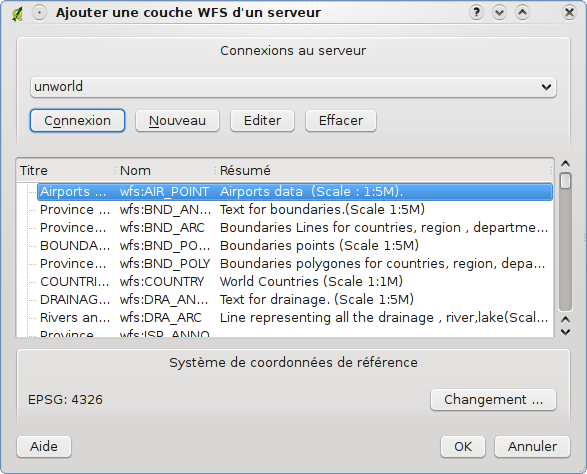 Ajouter une couche WFS d'un serveur
Connexions au serveur
unworld
Connexion Nouveau Editer Effacer
Titre Nom Résumé
Airports ... wfs:AIR_POINT Airports data (Scale : 1:5M).
Province ... wfs:BND_AN... Text for boundaries.(Scale 1:5M)
Province... wfs:BND_ARC Boundaries Lines for countries, region , departme...
BOUNDA... wfs:BND_PO... Boundaries points (Scale 1:5M)
Province... wfs:BND_POLY Boundaries polygones for countries, region, depa...
COUNTRI... wfs:COUNTRY World Countries (Scale 1:1M)
DRAINAG... wfs:DRA_AN... Text for drainage. (Scale 1:5M)
Rivers an... wfs:DRA_ARC Line representing all the drainage , river,lake(Scal...
Province wfs:ISP_ANNO
Système de coordonnées de référence
EPSG: 4326 Changement ...
Aide OK Annuler